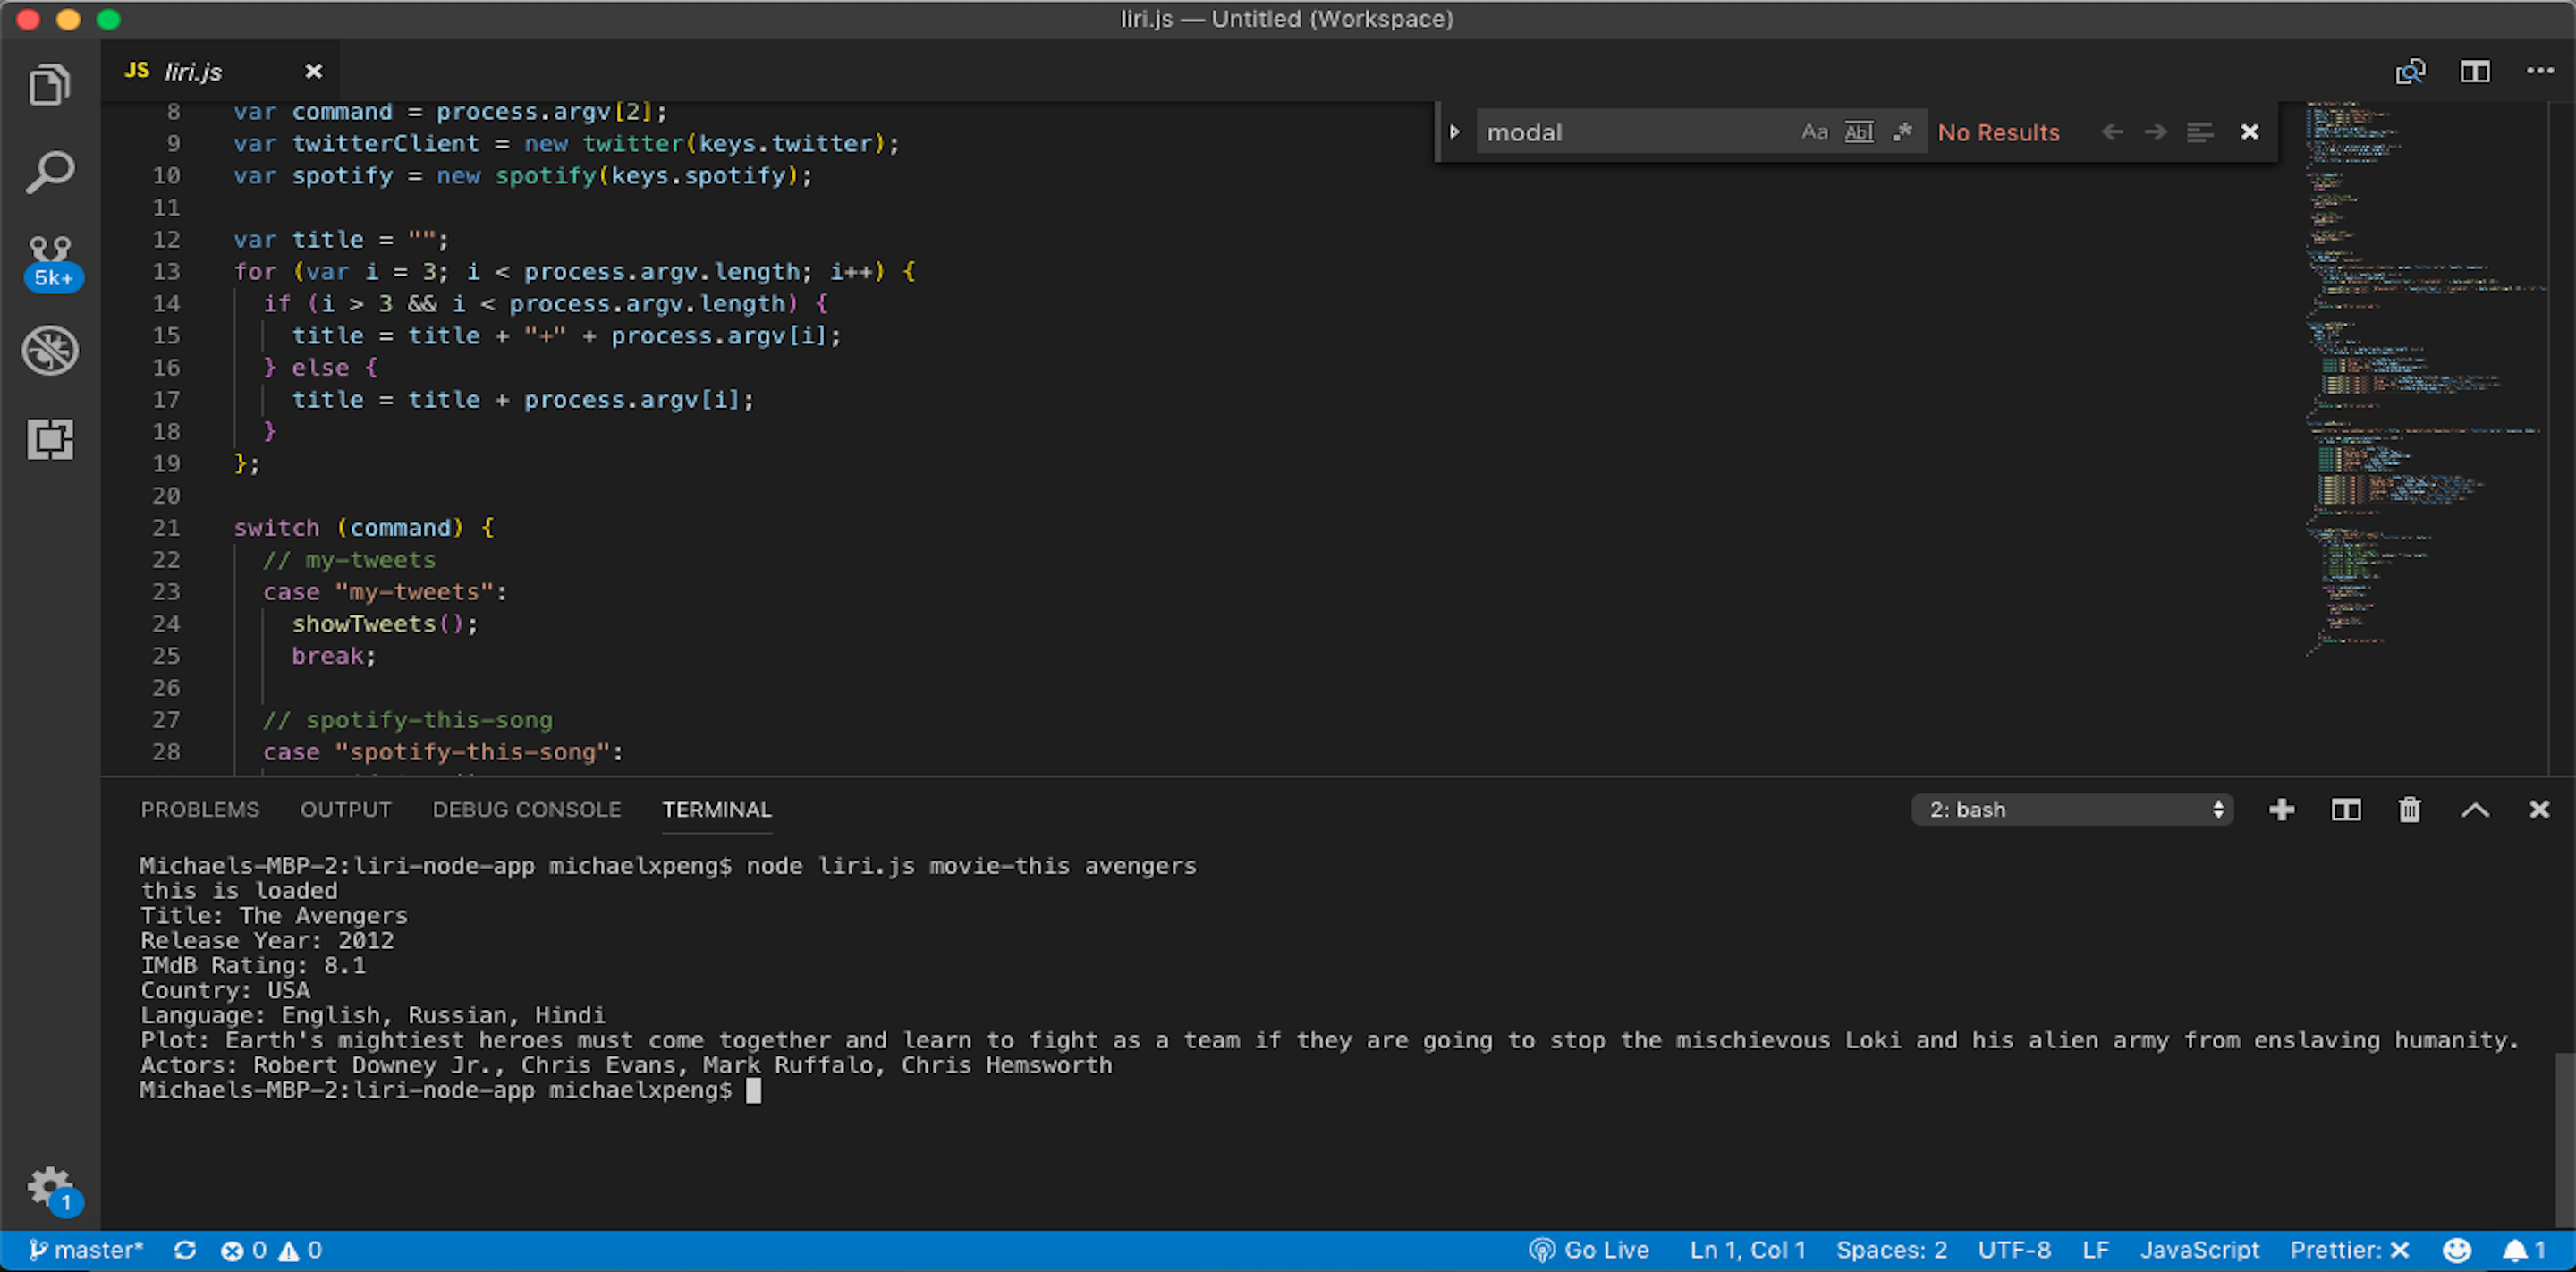 liri.js — Untitled (Workspace)
JS liri.js
modal Aa Abl .* No Results
8 var command = process.argv[2];
9 var twitterClient = new twitter(keys.twitter);
10 var spotify = new spotify(keys.spotify);
11
12 var title = "";
13 for (var i = 3; i < process.argv.length; i++) {
14 if (i > 3 && i < process.argv.length) {
15 title = title + "+" + process.argv[i];
16 } else {
17 title = title + process.argv[i];
18 }
19 };
20
21 switch (command) {
22 // my-tweets
23 case "my-tweets":
24 showTweets();
25 break;
26
27 // spotify-this-song
28 case "spotify-this-song":
5k+
PROBLEMS OUTPUT DEBUG CONSOLE TERMINAL 2: bash
Michaels-MBP-2:liri-node-app michaelxpeng$ node liri.js movie-this avengers
this is loaded
Title: The Avengers
Release Year: 2012
IMdB Rating: 8.1
Country: USA
Language: English, Russian, Hindi
Plot: Earth's mightiest heroes must come together and learn to fight as a team if they are going to stop the mischievous Loki and his alien army from enslaving humanity.
Actors: Robert Downey Jr., Chris Evans, Mark Ruffalo, Chris Hemsworth
Michaels-MBP-2:liri-node-app michaelxpeng$
1
master* 0 0 Go Live Ln 1, Col 1 Spaces: 2 UTF-8 LF JavaScript Prettier: ✕ 1